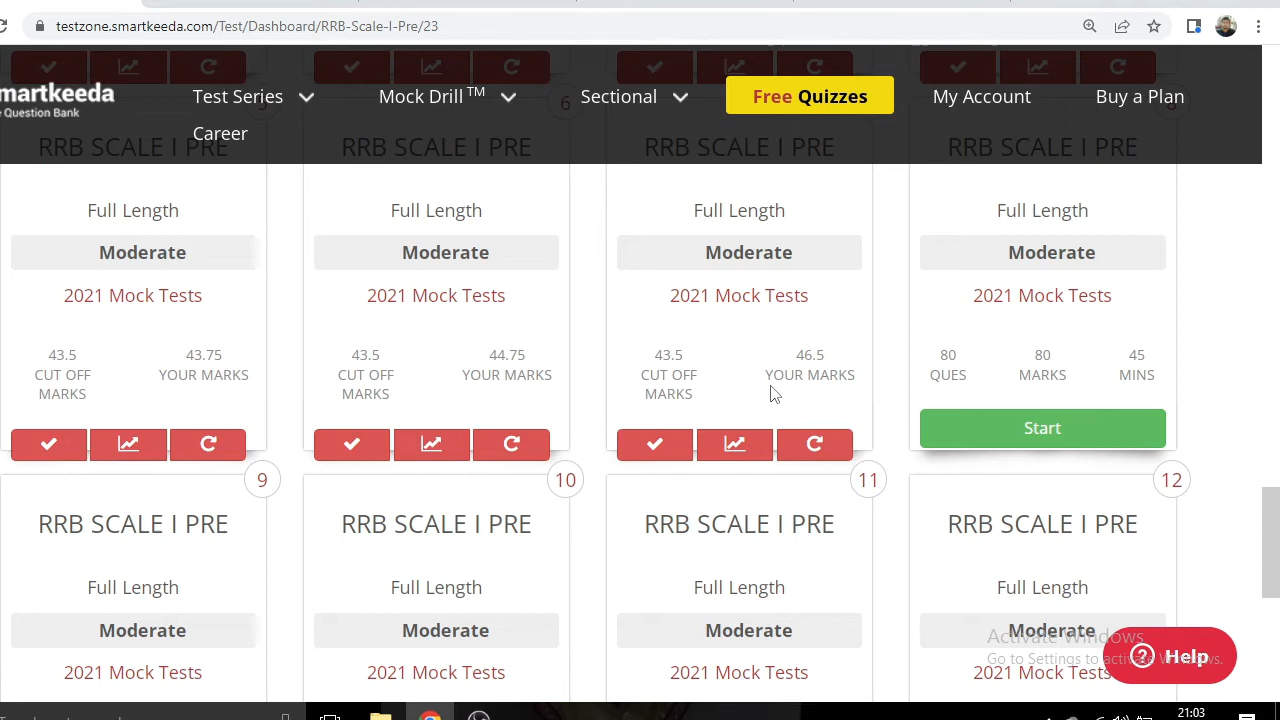 testzone.smartkeeda.com/Test/Dashboard/RRB-Scale-I-Pre/23
smartkeeda
Question Bank
Test Series
Mock Drill TM
Sectional
Free Quizzes
My Account
Buy a Plan
Career
6
8
RRB SCALE I PRE RRB SCALE I PRE RRB SCALE I PRE RRB SCALE I PRE
Full Length Full Length Full Length Full Length
Moderate Moderate Moderate Moderate
2021 Mock Tests 2021 Mock Tests 2021 Mock Tests 2021 Mock Tests
43.5 43.75 43.5 44.75 43.5 46.5 80 80 45
CUT OFF YOUR MARKS CUT OFF YOUR MARKS CUT OFF YOUR MARKS QUES MARKS MINS
MARKS MARKS MARKS
Start
9 10 11 12
RRB SCALE I PRE RRB SCALE I PRE RRB SCALE I PRE RRB SCALE I PRE
Full Length Full Length Full Length Full Length
Moderate Moderate Moderate Moderate
2021 Mock Tests 2021 Mock Tests 2021 Mock Tests 2021 Mock Tests
Activate Windows
Go to Settings to activate Windows.
Help
21:03